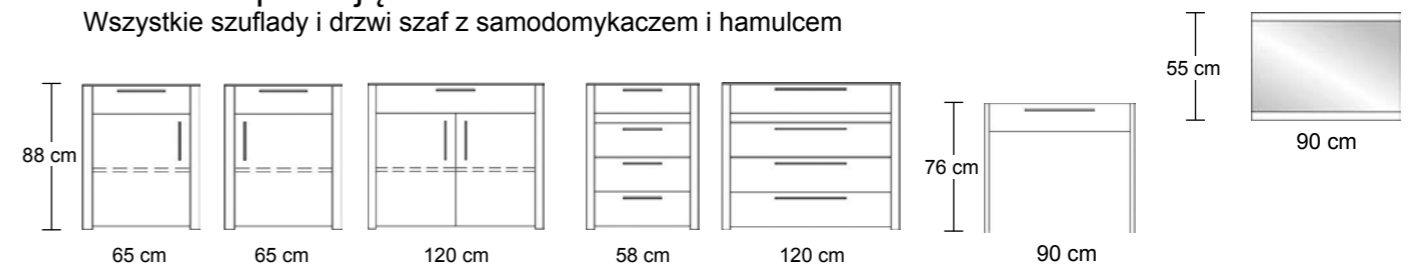 Wszystkie szuflady i drzwi szaf z samodomykaczem i hamulcem
55 cm
90 cm
88 cm
76 cm
65 cm
65 cm
120 cm
58 cm
120 cm
90 cm